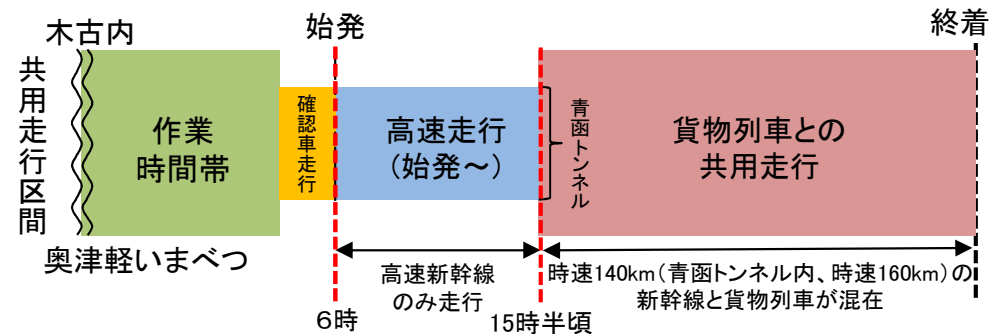 木古内
始発
終着
共用走行区間
作業
時間帯
確認車走行
高速走行
(始発～)
青函トンネル
貨物列車との
共用走行
奥津軽いまべつ
高速新幹線
のみ走行
時速140km(青函トンネル内、時速160km)の
新幹線と貨物列車が混在
６時
15時半頃